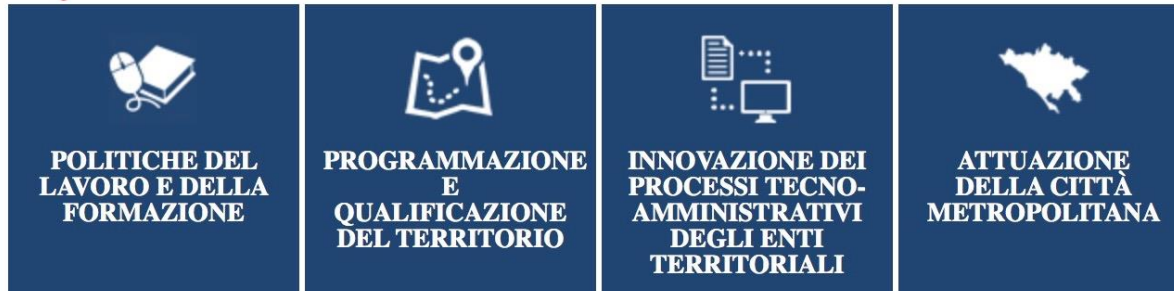 POLITICHE DEL
LAVORO E DELLA
FORMAZIONE
PROGRAMMAZIONE
E
QUALIFICAZIONE
DEL TERRITORIO
INNOVAZIONE DEI
PROCESSI TECNO-
AMMINISTRATIVI
DEGLI ENTI
TERRITORIALI
ATTUAZIONE
DELLA CITTÀ
METROPOLITANA